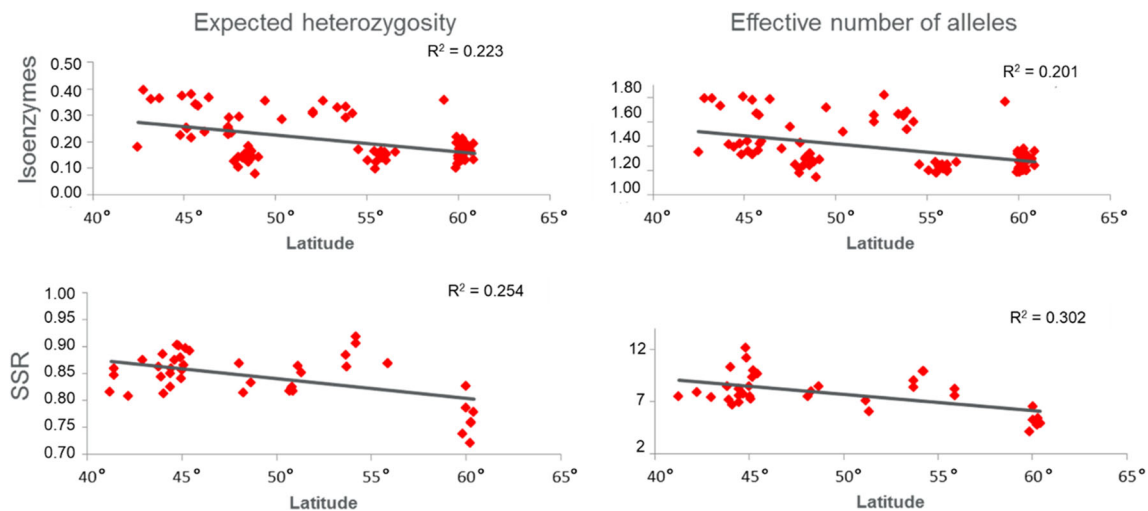 Expected heterozygosity
Effective number of alleles
Isoenzymes
R² = 0.223
0.50
0.40
0.30
0.20
0.10
0.00
40° 45° 50° 55° 60° 65°
Latitude
R² = 0.201
1.80
1.60
1.40
1.20
1.00
40° 45° 50° 55° 60° 65°
Latitude
SSR
R² = 0.254
1.00
0.95
0.90
0.85
0.80
0.75
0.70
40° 45° 50° 55° 60° 65°
Latitude
R² = 0.302
12
7
2
40° 45° 50° 55° 60° 65°
Latitude